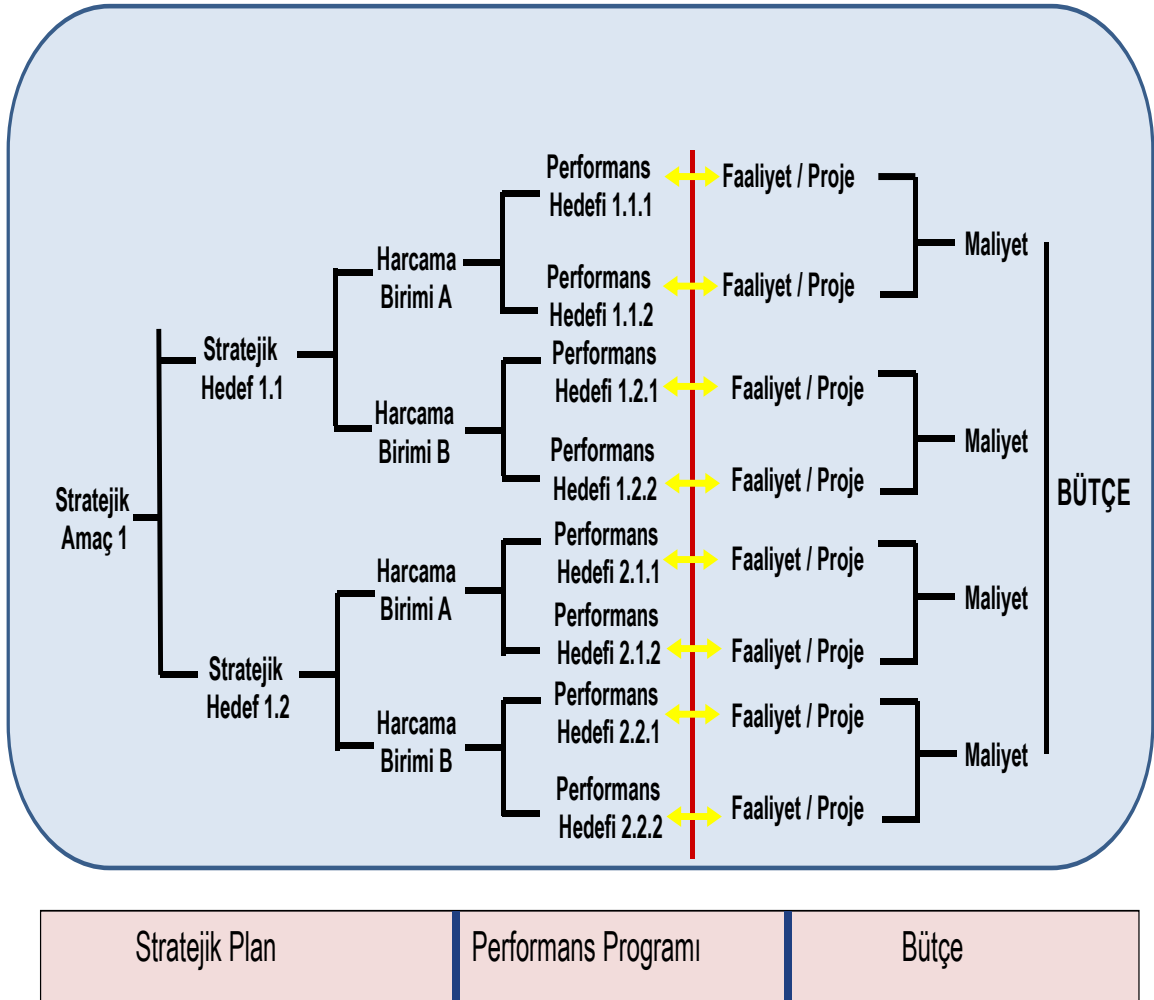 Performans
Hedefi 1.1.1
Faaliyet / Proje
Maliyet
Harcama
Birimi A
Performans
Hedefi 1.1.2
Faaliyet / Proje
Stratejik
Hedef 1.1
Performans
Hedefi 1.2.1
Faaliyet / Proje
Harcama
Birimi B
Maliyet
Performans
Hedefi 1.2.2
Faaliyet / Proje
Stratejik
Amaç 1
BÜTÇE
Performans
Hedefi 2.1.1
Faaliyet / Proje
Harcama
Birimi A
Maliyet
Performans
Hedefi 2.1.2
Faaliyet / Proje
Stratejik
Hedef 1.2
Performans
Hedefi 2.2.1
Faaliyet / Proje
Harcama
Birimi B
Maliyet
Performans
Hedefi 2.2.2
Faaliyet / Proje
Stratejik Plan
Performans Programı
Bütçe